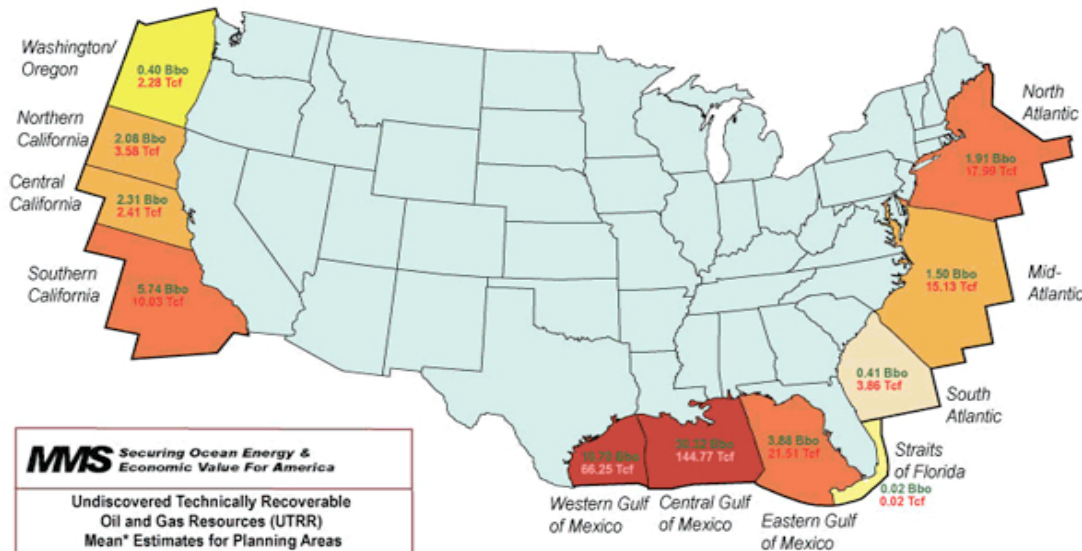 Washington/
Oregon
0.40 Bbo
2.28 Tcf
Northern
California
2.08 Bbo
3.58 Tcf
Central
California
2.31 Bbo
2.41 Tcf
Southern
California
5.74 Bbo
10.03 Tcf
North
Atlantic
1.91 Bbo
17.99 Tcf
Mid-
Atlantic
1.50 Bbo
15.13 Tcf
South
Atlantic
0.41 Bbo
3.86 Tcf
Straits
of Florida
0.02 Bbo
0.02 Tcf
3.88 Bbo
21.51 Tcf
Eastern Gulf
of Mexico
Bbo
144.77 Tcf
Central Gulf
of Mexico
Bbo
66.25 Tcf
Western Gulf
of Mexico
MMS Securing Ocean Energy &
Economic Value For America
Undiscovered Technically Recoverable
Oil and Gas Resources (UTRR)
Mean* Estimates for Planning Areas